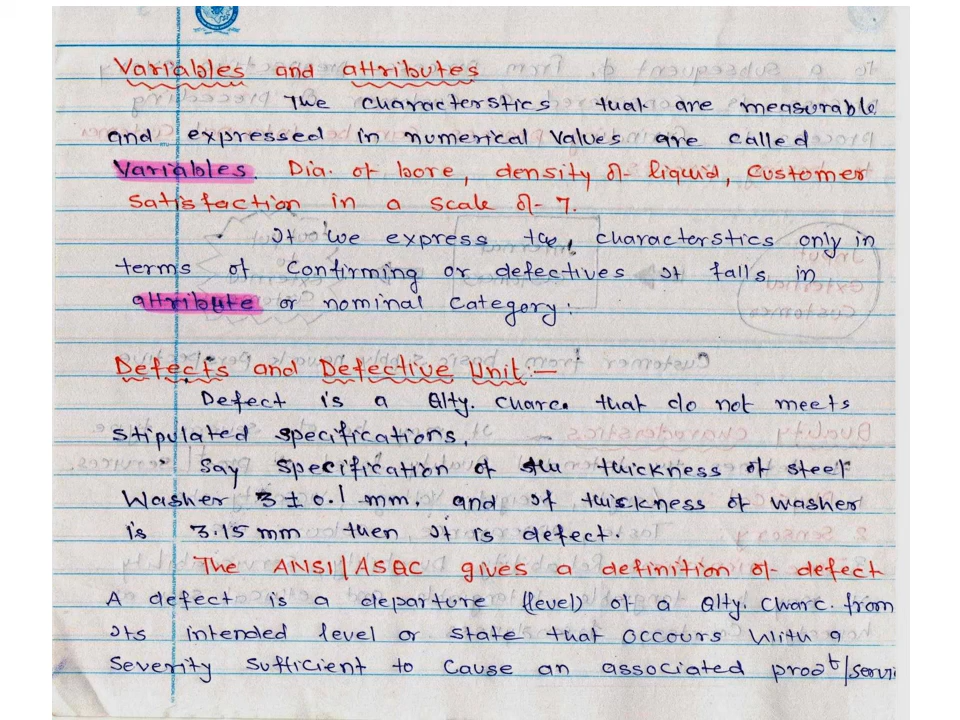 Variables and attributes
The characterstics that are measurable
and expressed in numerical values are called
Variables. Dia. of bore, density of liquid, customer
satisfaction in a scale of 7.
If we express the characterstics only in
terms of confirming or defectives it falls in
attribute or nominal category:
Defects and Defective Unit:-
Defect is a Qlty. charc. that do not meets
stipulated specifications.
Say specification of the thickness of steel
Washer 3 ± 0.1 mm. and if thickness of washer
is 3.15 mm then it is defect.
The ANSI/ASQC gives a definition of defect
A defect is a departure (level) of a Qlty. charc. from
its intended level or state that occours with a
severity sufficient to cause an associated